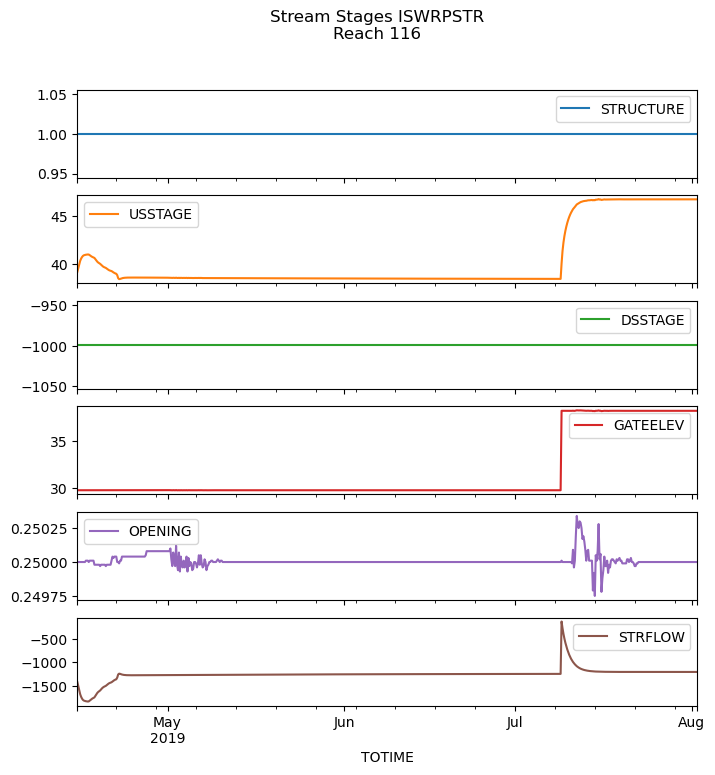 Stream Stages ISWRPSTR
Reach 116
1.05
STRUCTURE
1.00
0.95
USSTAGE
45
40
−950
DSSTAGE
−1000
−1050
GATEELEV
35
30
0.25025
OPENING
0.25000
0.24975
STRFLOW
−500
−1000
−1500
May
2019
Jun
Jul
Aug
TOTIME